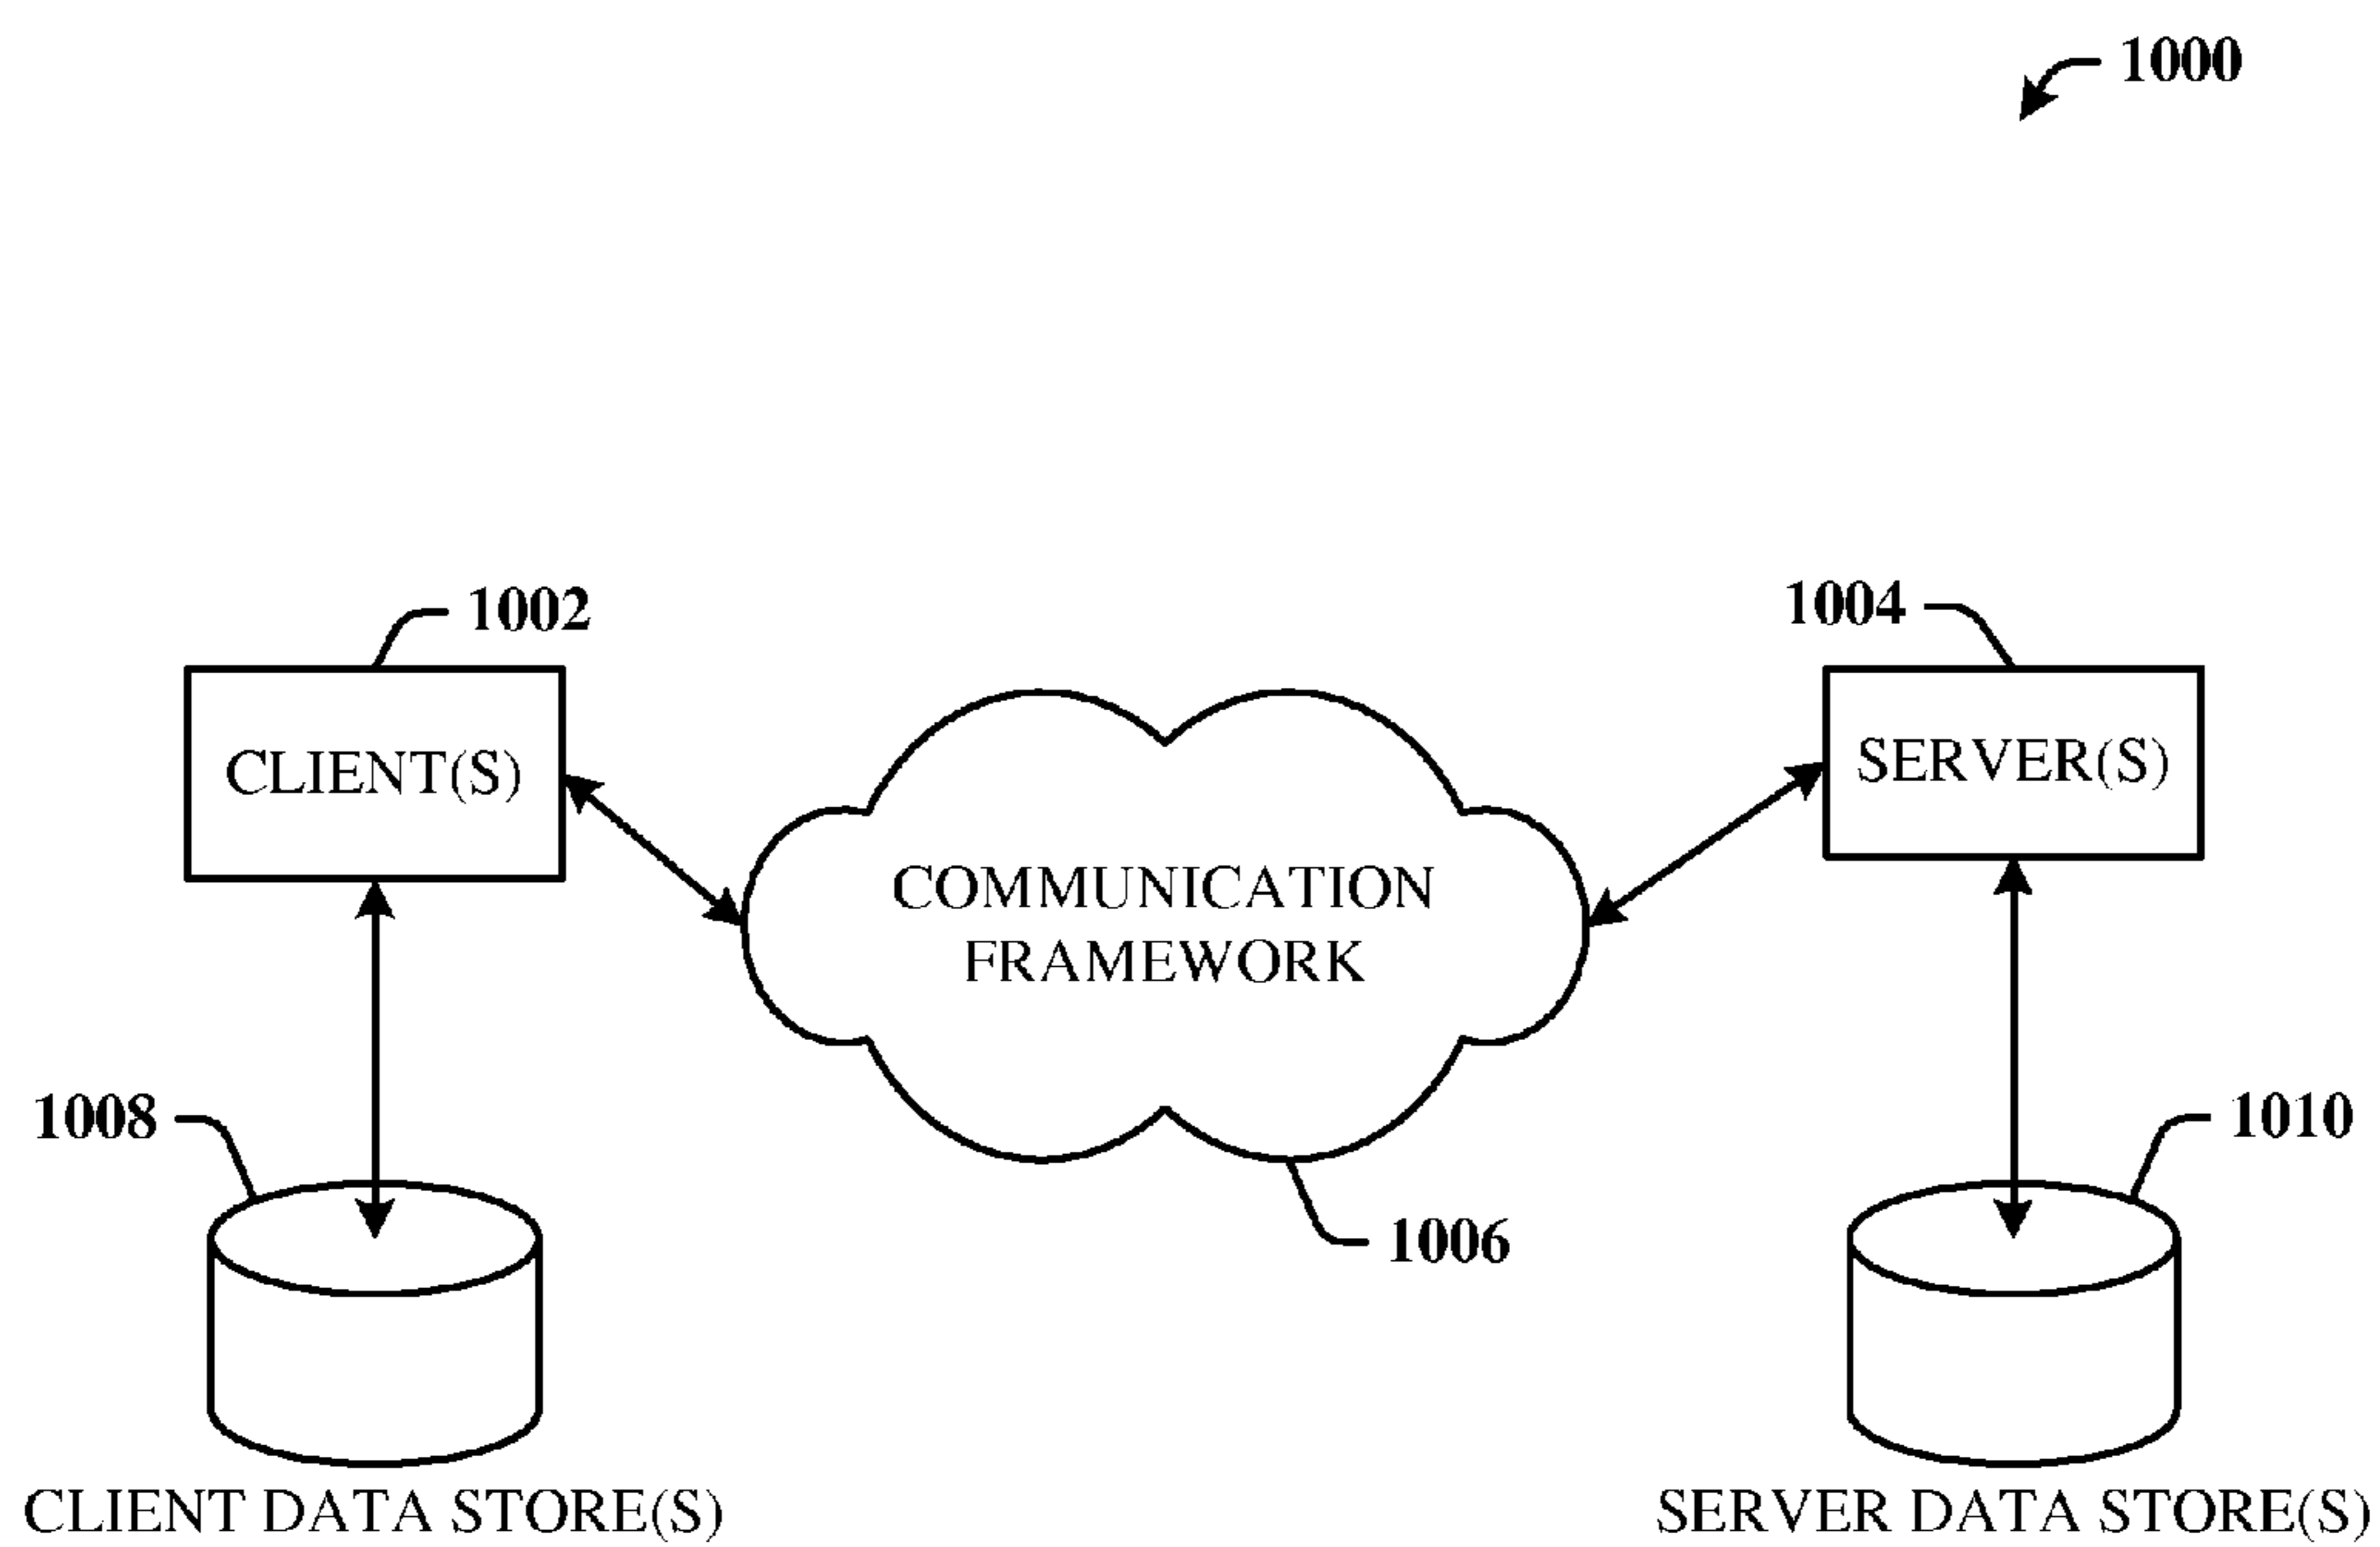 1000
1002
1004
CLIENT(S)
SERVER(S)
COMMUNICATION
FRAMEWORK
1008
1010
1006
CLIENT DATA STORE(S)
SERVER DATA STORE(S)